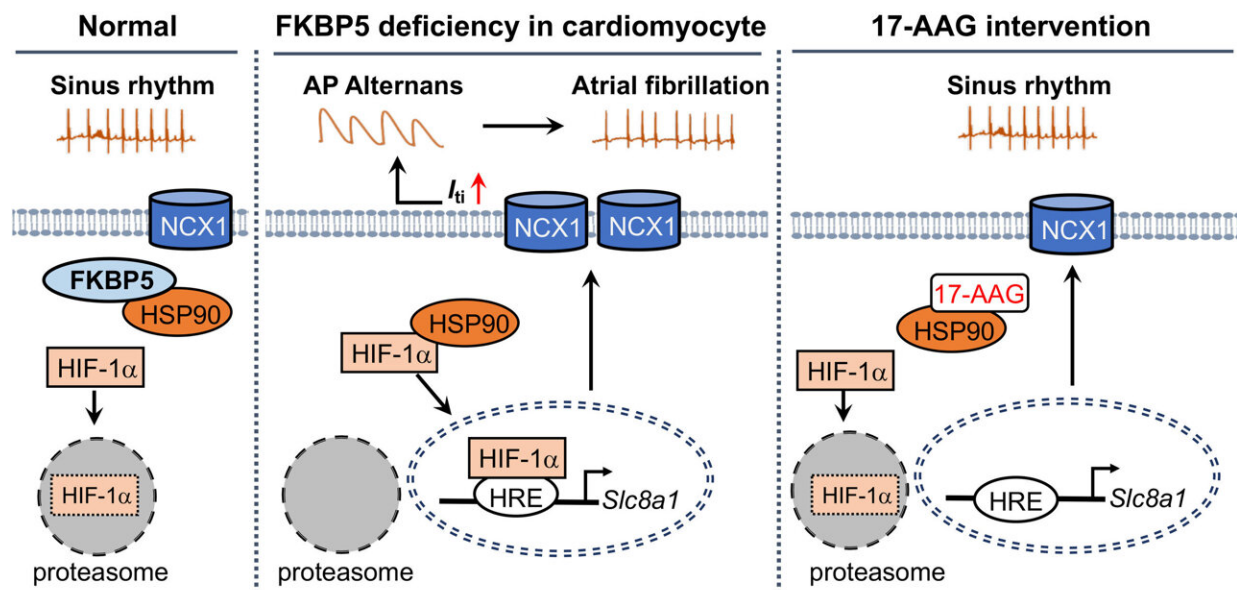 Normal
Sinus rhythm
NCX1
FKBP5
HSP90
HIF-1α
HIF-1α
proteasome
FKBP5 deficiency in cardiomyocyte
AP Alternans
Atrial fibrillation
Iti
NCX1
NCX1
HSP90
HIF-1α
HIF-1α
HRE
Slc8a1
proteasome
17-AAG intervention
Sinus rhythm
NCX1
17-AAG
HSP90
HIF-1α
HIF-1α
HRE
Slc8a1
proteasome